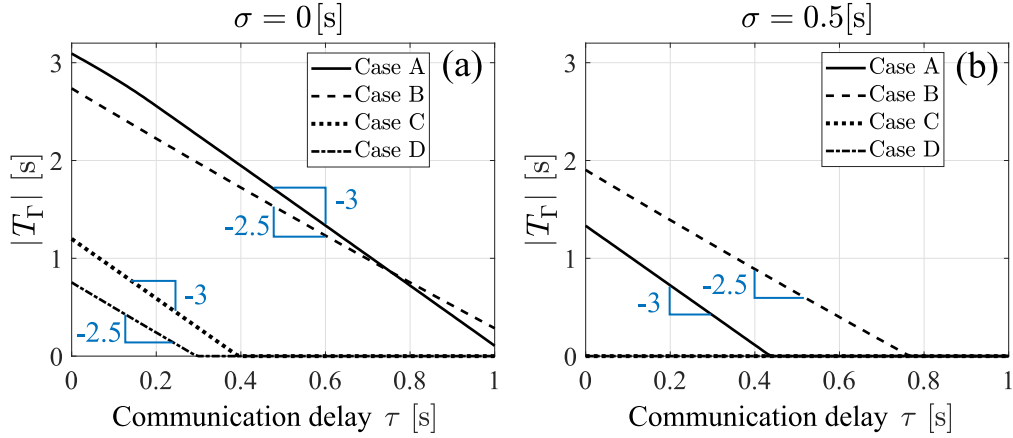 σ = 0[s]
(a)
Case A
Case B
Case C
Case D
3
2
1
0
|T_Γ| [s]
-3
-2.5
-3
-2.5
0 0.2 0.4 0.6 0.8 1
Communication delay τ [s]
σ = 0.5[s]
(b)
Case A
Case B
Case C
Case D
3
2
1
0
|T_Γ| [s]
-2.5
-3
0 0.2 0.4 0.6 0.8 1
Communication delay τ [s]